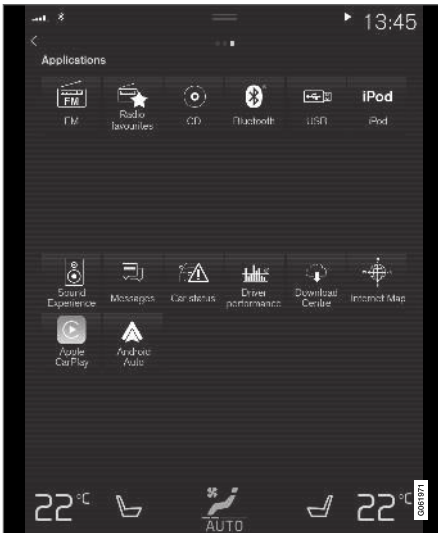 13:45
Applications
FM
FM
Radio
favourites
CD
Bluetooth
USB
iPod
iPod
Sound
Experience
Messages
Car status
Driver
performance
Download
Centre
Internet Map
Apple
CarPlay
Android
Auto
22°C
AUTO
22°C
G061971